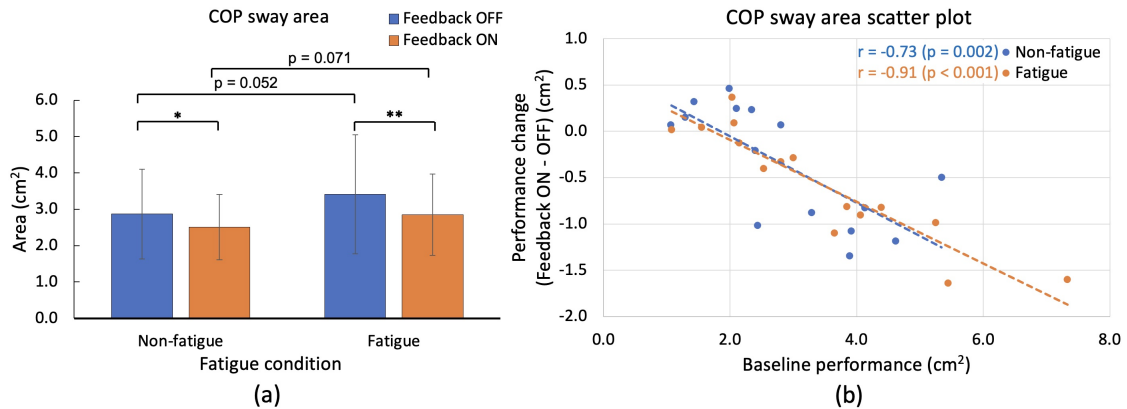 COP sway area
Feedback OFF
Feedback ON
p = 0.071
p = 0.052
* **
6.0
5.0
4.0
3.0
2.0
1.0
0.0
Area (cm²)
Non-fatigue Fatigue
Fatigue condition
(a)
COP sway area scatter plot
r = -0.73 (p = 0.002) Non-fatigue
r = -0.91 (p < 0.001) Fatigue
1.0
0.5
0.0
-0.5
-1.0
-1.5
-2.0
Performance change
(Feedback ON - OFF) (cm²)
0.0 2.0 4.0 6.0 8.0
Baseline performance (cm²)
(b)